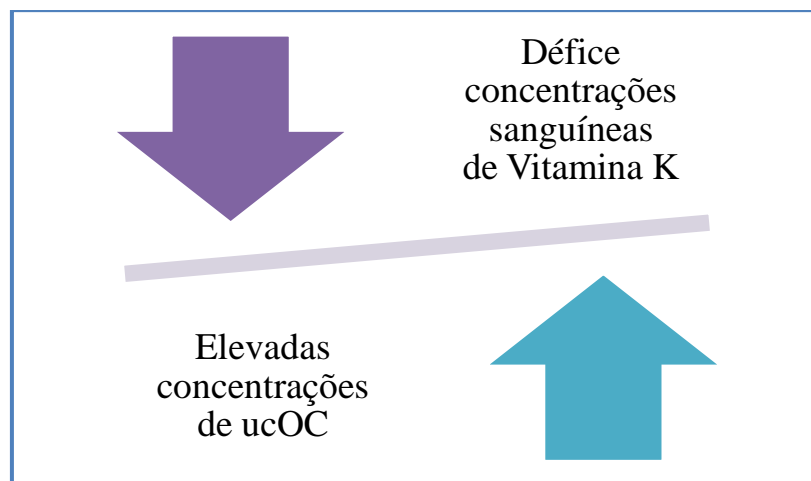 Défice
concentrações
sanguíneas
de Vitamina K
Elevadas
concentrações
de ucOC